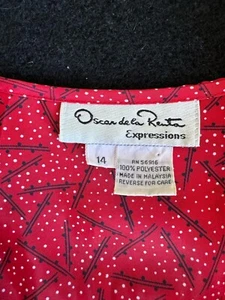 Oscar de la Renta
Expressions
14
RN 56916
100% POLYESTER
MADE IN MALAYSIA
REVERSE FOR CARE